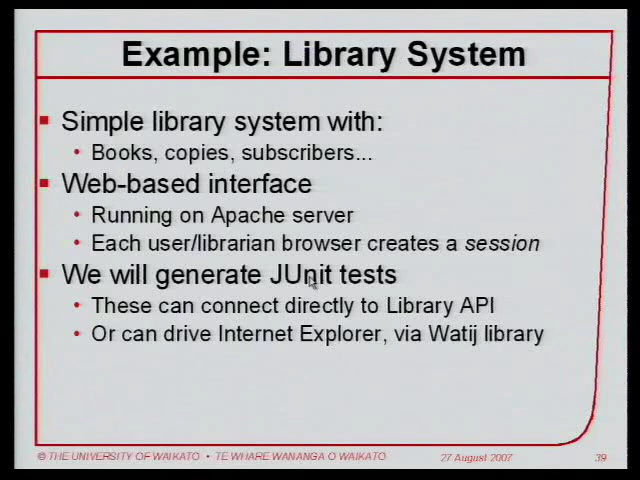 Example: Library System
Simple library system with:
Books, copies, subscribers...
Web-based interface
Running on Apache server
Each user/librarian browser creates a session
We will generate JUnit tests
These can connect directly to Library API
Or can drive Internet Explorer, via Watij library
© THE UNIVERSITY OF WAIKATO • TE WHARE WANANGA O WAIKATO 27 August 2007 39